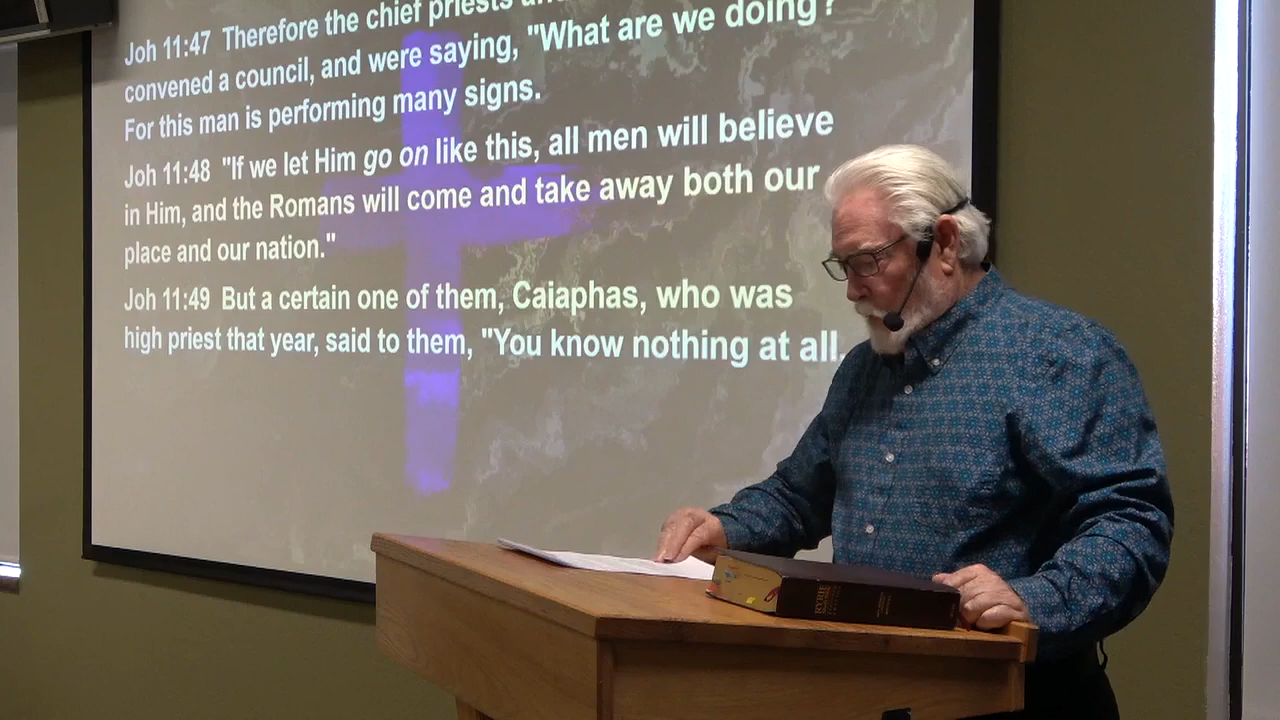 Joh 11:47 Therefore the chief priests and
convened a council, and were saying, "What are we doing?
For this man is performing many signs.
Joh 11:48 "If we let Him go on like this, all men will believe
in Him, and the Romans will come and take away both our
place and our nation."
Joh 11:49 But a certain one of them, Caiaphas, who was
high priest that year, said to them, "You know nothing at all.
RYRIE